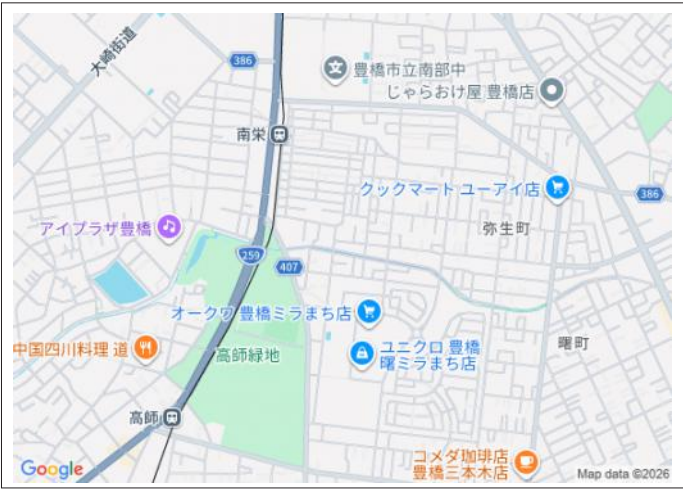 大崎街道
386
豊橋市立南部中
じゃらおけ屋 豊橋店
南栄
クックマート ユーアイ店
386
アイプラザ豊橋
弥生町
259
407
オークワ 豊橋ミラまち店
中国四川料理 道
高師緑地
ユニクロ 豊橋
曙ミラまち店
曙町
高師
コメダ珈琲店
豊橋三本木店
Google
Map data ©2026